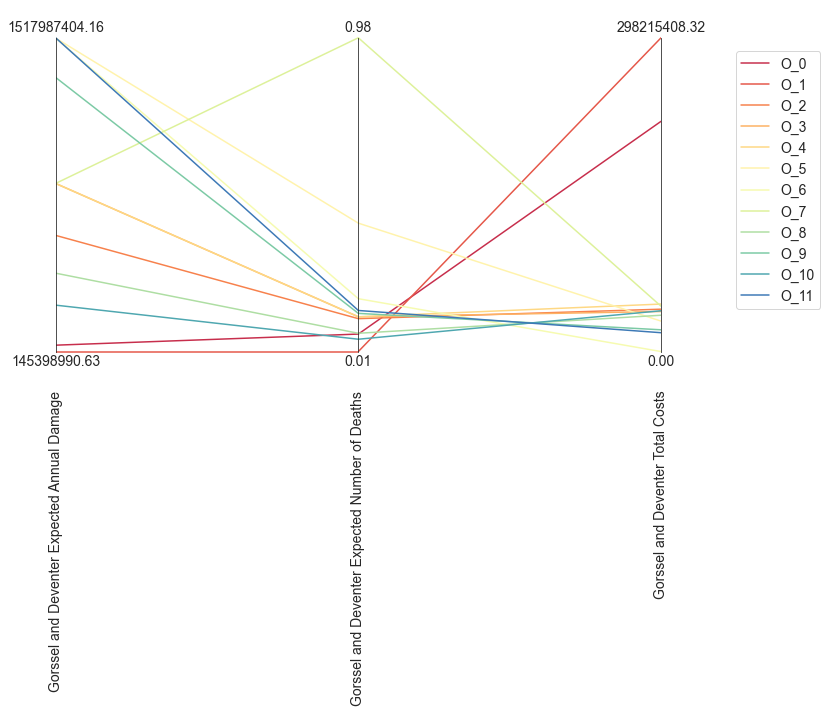 1517987404.16
0.98
298215408.32
O_0
O_1
O_2
O_3
O_4
O_5
O_6
O_7
O_8
O_9
O_10
O_11
145398990.63
0.01
0.00
Gorssel and Deventer Expected Annual Damage
Gorssel and Deventer Expected Number of Deaths
Gorssel and Deventer Total Costs